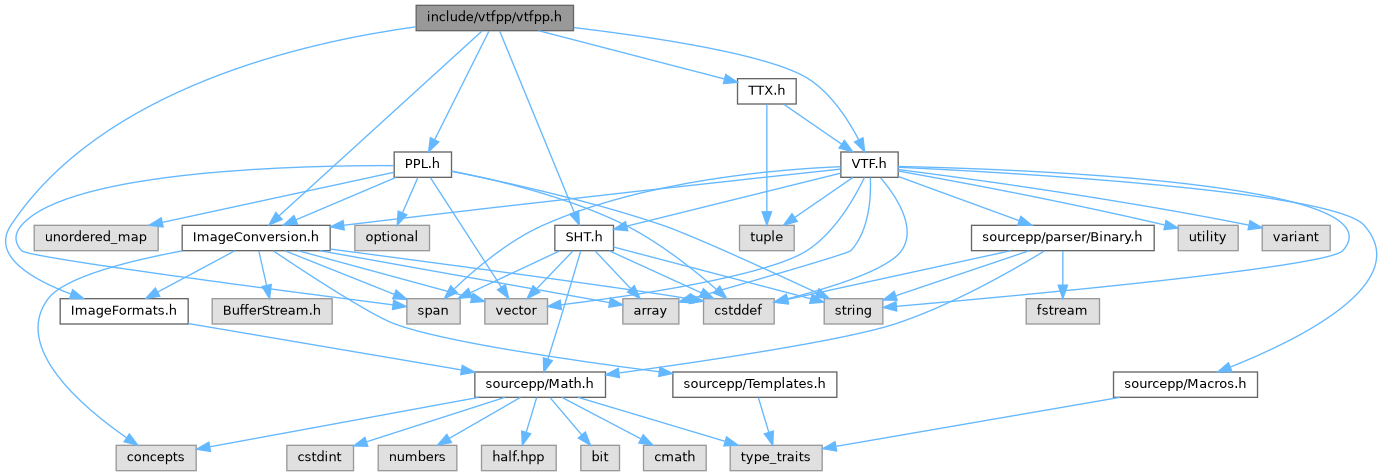 include/vtfpp/vtfpp.h
TTX.h
PPL.h
VTF.h
unordered_map
ImageConversion.h
optional
SHT.h
tuple
sourcepp/parser/Binary.h
utility
variant
ImageFormats.h
BufferStream.h
span
vector
array
cstddef
string
fstream
sourcepp/Math.h
sourcepp/Templates.h
sourcepp/Macros.h
concepts
cstdint
numbers
half.hpp
bit
cmath
type_traits